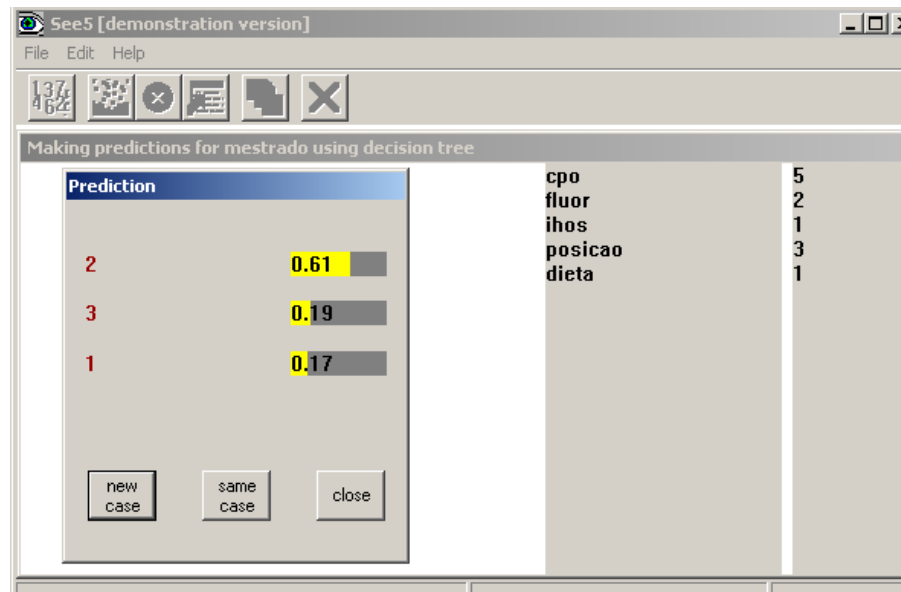 See5 [demonstration version]
File Edit Help
Making predictions for mestrado using decision tree
Prediction
2 0.61
3 0.19
1 0.17
new case
same case
close
cpo 5
fluor 2
ihos 1
posicao 3
dieta 1